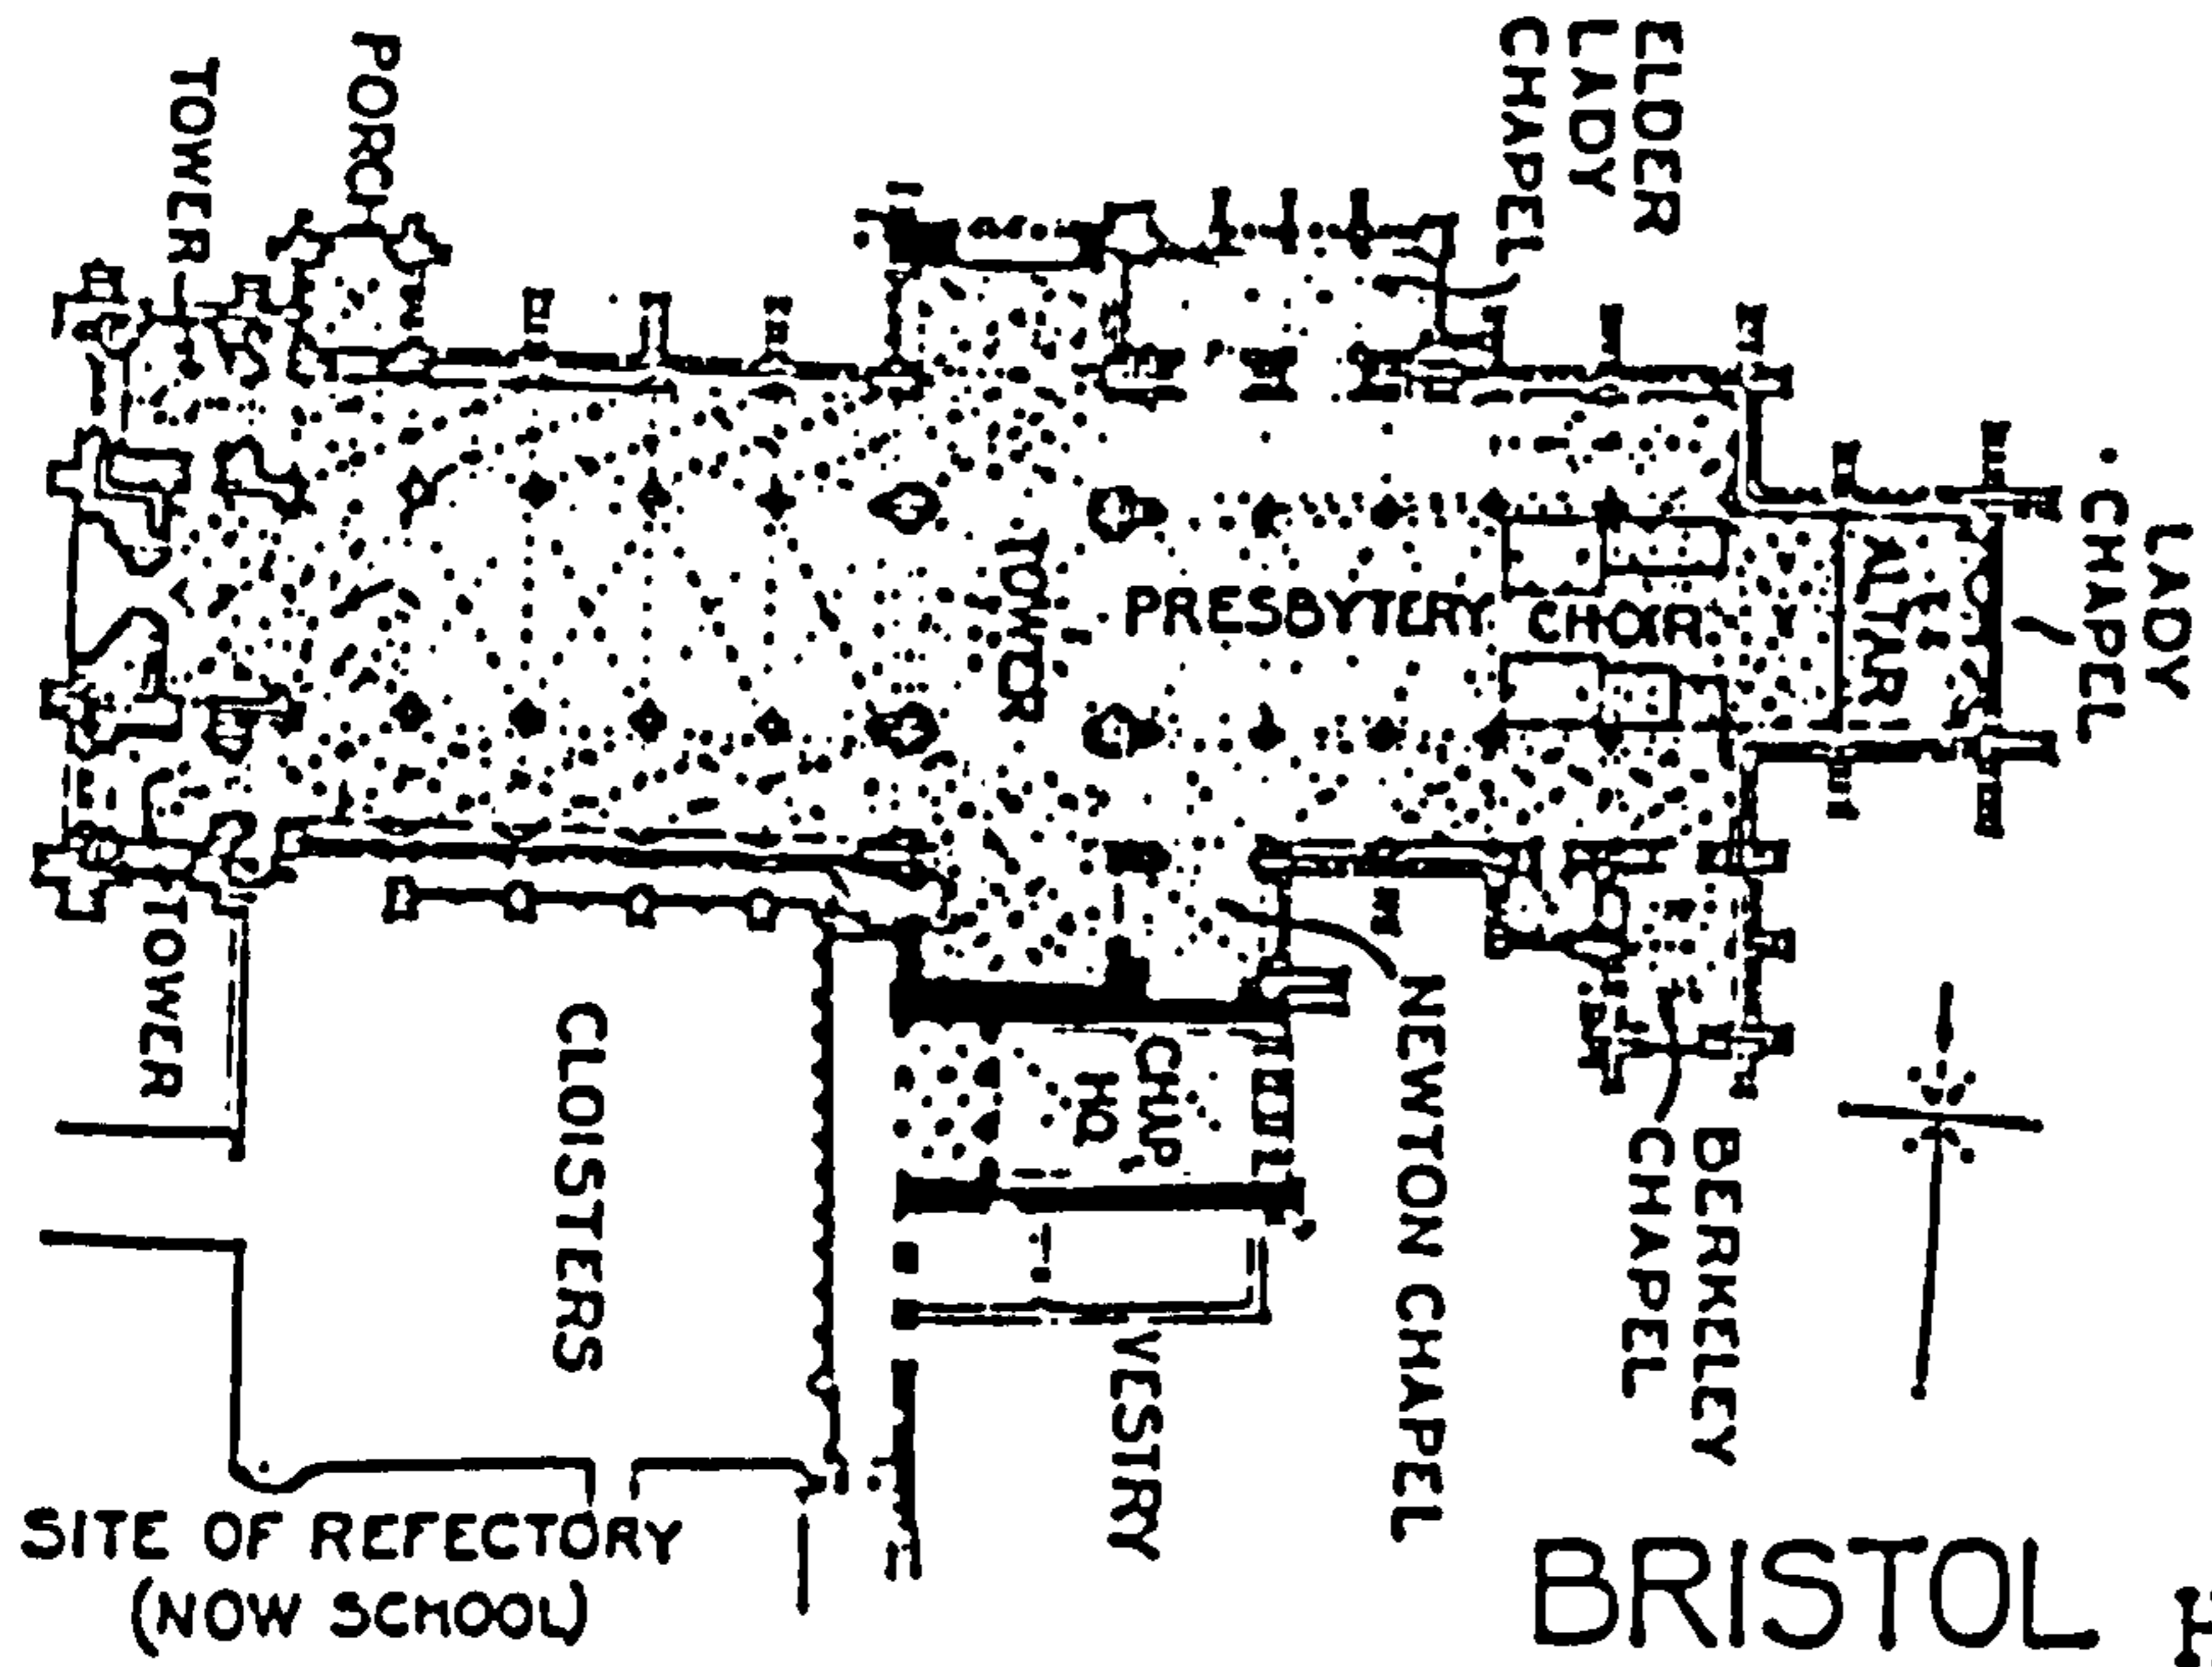 TOWER
PORCH
ELDER
LADY
CHAPEL
LADY
CHAPEL
TOWER
PRESBYTERY
CHOIR
ALTAR
TOWER
CLOISTERS
CHAP.
HO.
NEWTON CHAPEL
BERKELEY
CHAPEL
VESTRY
SITE OF REFECTORY
(NOW SCHOOL)
BRISTOL